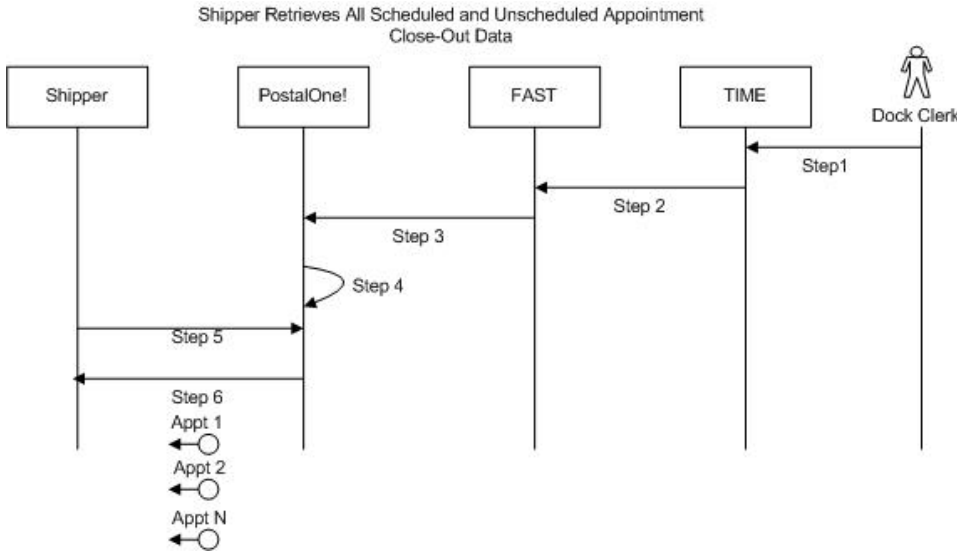 Shipper Retrieves All Scheduled and Unscheduled Appointment
Close-Out Data
Shipper
PostalOne!
FAST
TIME
Dock Clerk
Step1
Step 2
Step 3
Step 4
Step 5
Step 6
Appt 1
Appt 2
Appt N